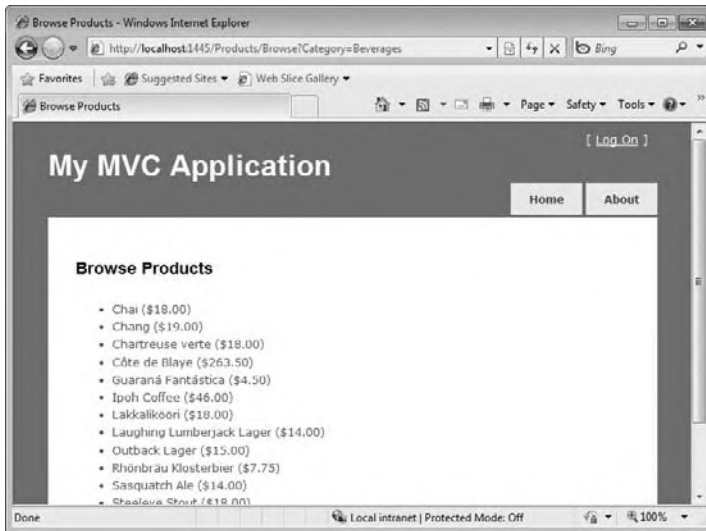 Browse Products - Windows Internet Explorer
http://localhost:1445/Products/Browse?Category=Beverages
Bing
Favorites
Suggested Sites
Web Slice Gallery
Browse Products
Page
Safety
Tools
[ Log On ]
My MVC Application
Home
About
Browse Products
• Chai ($18.00)
• Chang ($19.00)
• Chartreuse verte ($18.00)
• Côte de Blaye ($263.50)
• Guaraná Fantástica ($4.50)
• Ipoh Coffee ($46.00)
• Lakkalikööri ($18.00)
• Laughing Lumberjack Lager ($14.00)
• Outback Lager ($15.00)
• Rhönbräu Klosterbier ($7.75)
• Sasquatch Ale ($14.00)
• Steeleye Stout ($18.00)
Done
Local intranet | Protected Mode: Off
100%